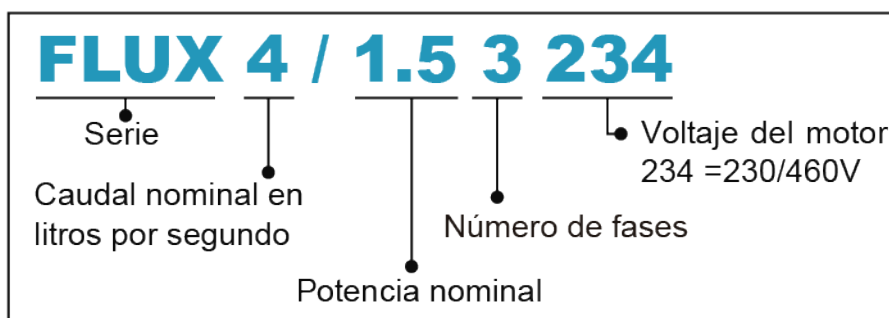 FLUX 4 / 1.5 3 234
Serie
Voltaje del motor
234 =230/460V
Caudal nominal en
litros por segundo
Número de fases
Potencia nominal